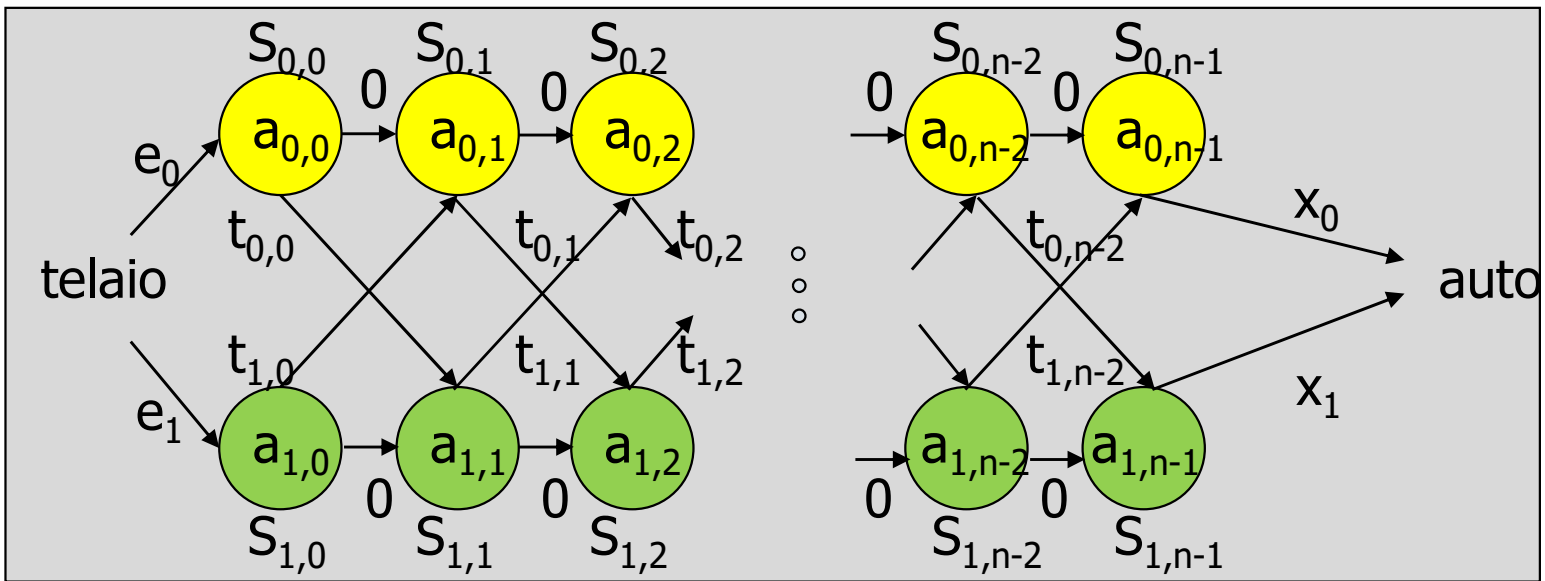 S0,0 S0,1 S0,2 S0,n-2 S0,n-1
0 0 0 0
a0,0 a0,1 a0,2 a0,n-2 a0,n-1
e0
x0
t0,0 t0,1 t0,2 t0,n-2
telaio auto
t1,0 t1,1 t1,2 t1,n-2
x1
e1
a1,0 a1,1 a1,2 a1,n-2 a1,n-1
0 0 0 0
S1,0 S1,1 S1,2 S1,n-2 S1,n-1